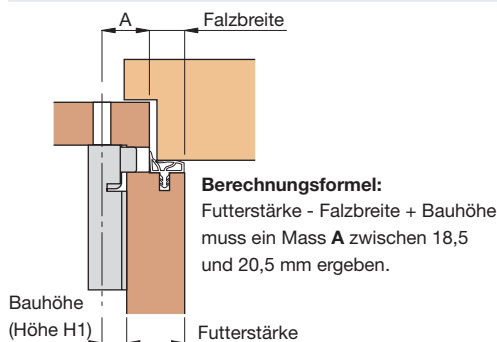 A
Falzbreite
Berechnungsformel:
Futterstärke - Falzbreite + Bauhöhe
muss ein Mass A zwischen 18,5
und 20,5 mm ergeben.
Bauhöhe
(Höhe H1)
Futterstärke